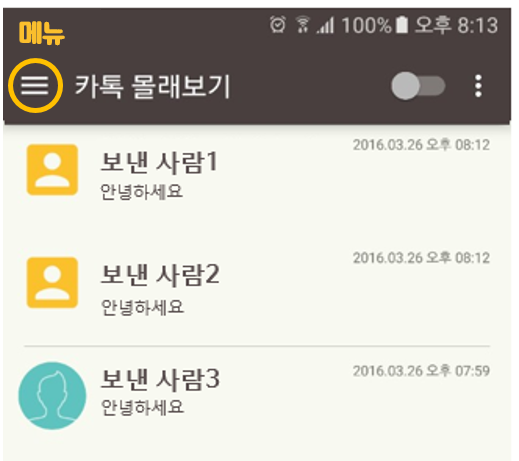 메뉴
100% 오후 8:13
카톡 몰래보기
보낸 사람1
2016.03.26 오후 08:12
안녕하세요
보낸 사람2
2016.03.26 오후 08:12
안녕하세요
보낸 사람3
2016.03.26 오후 07:59
안녕하세요